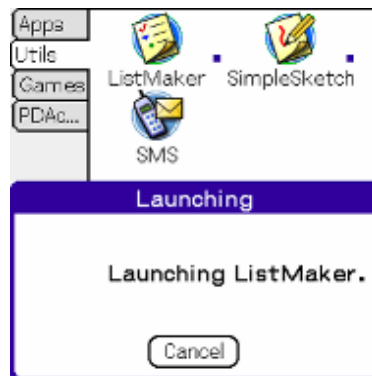 Apps
Utils
Games
PDAc...
ListMaker SimpleSketch
SMS
Launching
Launching ListMaker.
Cancel